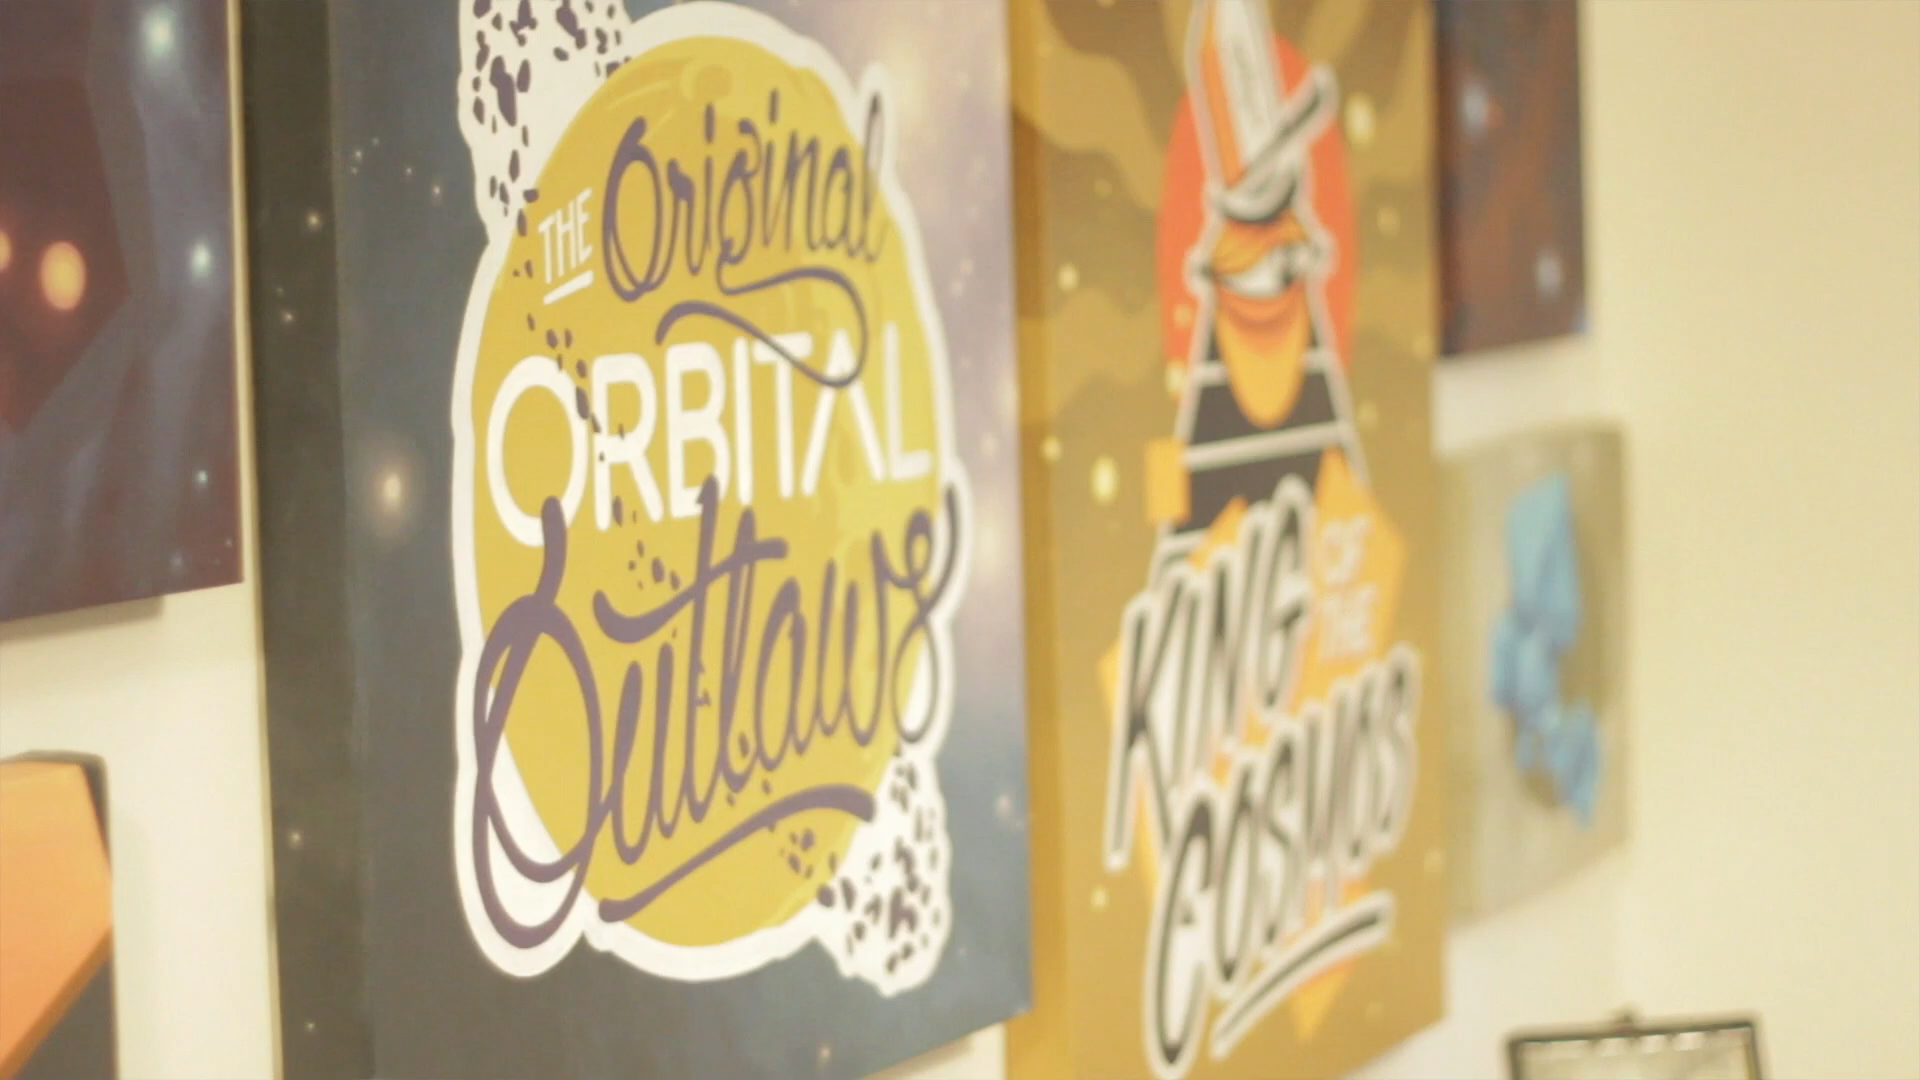 THE Original
ORBITAL
Outlaws
KING
OF
THE
COSMOS